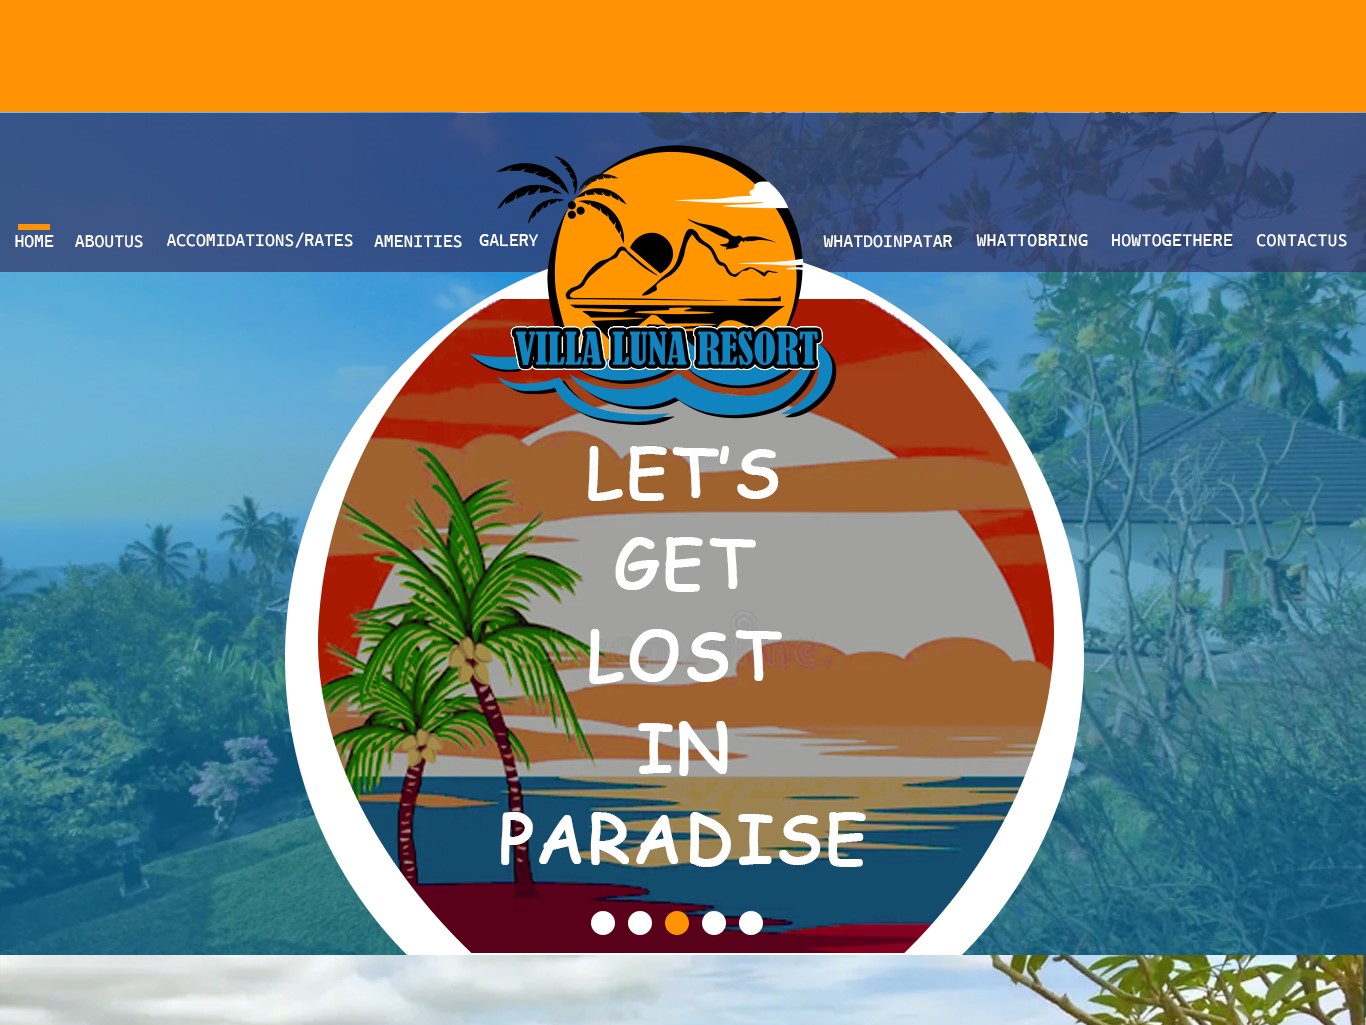 HOME ABOUTUS ACCOMIDATIONS/RATES AMENITIES GALERY WHATDOINPATAR WHATTOBRING HOWTOGETHERE CONTACTUS
VILLA LUNA RESORT
LET'S
GET
LOST
IN
PARADISE